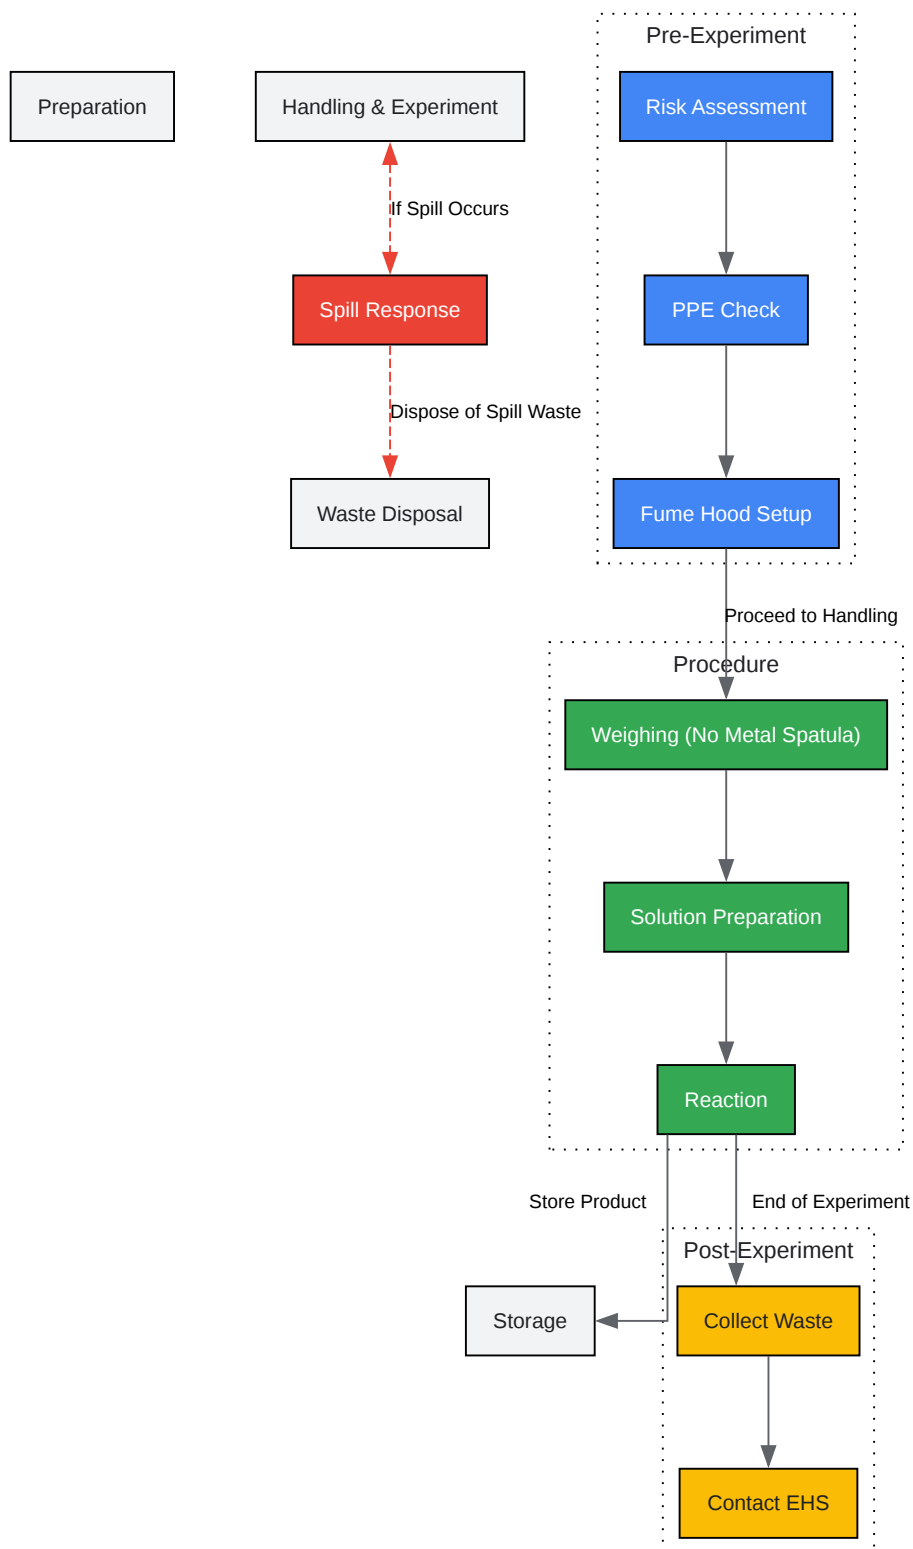 Pre-Experiment
Preparation
Handling & Experiment
Risk Assessment
If Spill Occurs
Spill Response
PPE Check
Dispose of Spill Waste
Waste Disposal
Fume Hood Setup
Proceed to Handling
Procedure
Weighing (No Metal Spatula)
Solution Preparation
Reaction
Store Product
End of Experiment
Post-Experiment
Storage
Collect Waste
Contact EHS